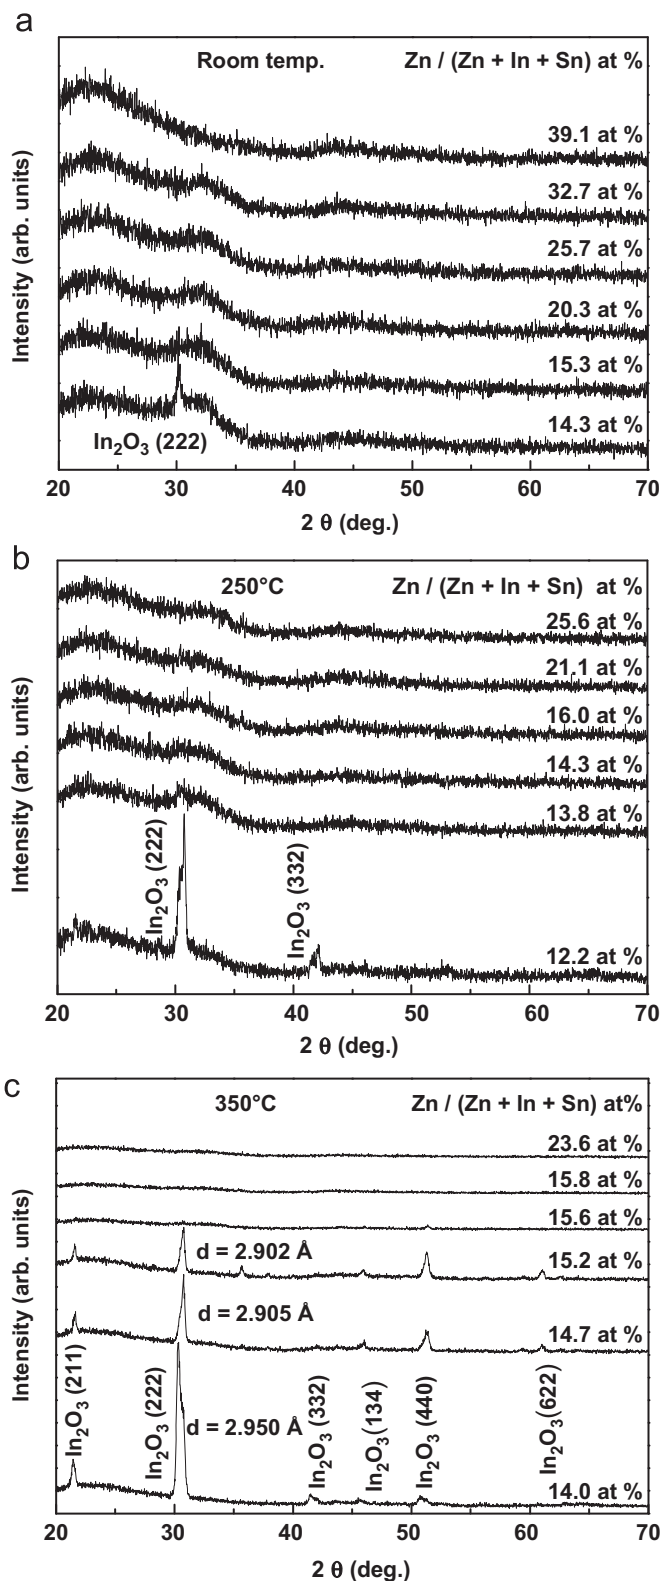 a
Room temp. Zn / (Zn + In + Sn) at %
39.1 at %
32.7 at %
25.7 at %
20.3 at %
15.3 at %
14.3 at %
In₂O₃ (222)
Intensity (arb. units)
20 30 40 50 60 70
2 θ (deg.)
b
250°C Zn / (Zn + In + Sn) at %
25.6 at %
21.1 at %
16.0 at %
14.3 at %
13.8 at %
In₂O₃ (222)
In₂O₃ (332)
12.2 at %
Intensity (arb. units)
20 30 40 50 60 70
2 θ (deg.)
c
350°C Zn / (Zn + In + Sn) at%
23.6 at %
15.8 at %
15.6 at %
d = 2.902 Å 15.2 at %
d = 2.905 Å 14.7 at %
In₂O₃ (211)
In₂O₃ (222)
d = 2.950 Å
In₂O₃ (332)
In₂O₃ (134)
In₂O₃ (440)
In₂O₃ (622)
14.0 at %
Intensity (arb. units)
20 30 40 50 60 70
2 θ (deg.)